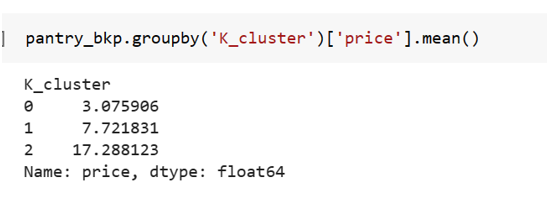 ] pantry_bkp.groupby('K_cluster')['price'].mean()
K_cluster
0     3.075906
1     7.721831
2    17.288123
Name: price, dtype: float64